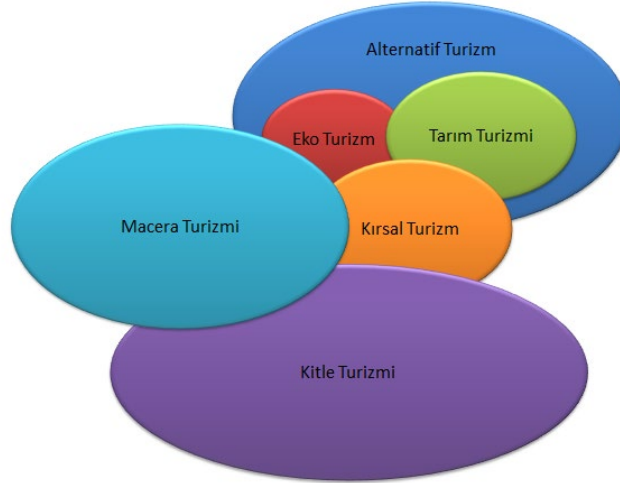 Alternatif Turizm
Eko Turizm
Tarım Turizmi
Macera Turizmi
Kırsal Turizm
Kitle Turizmi